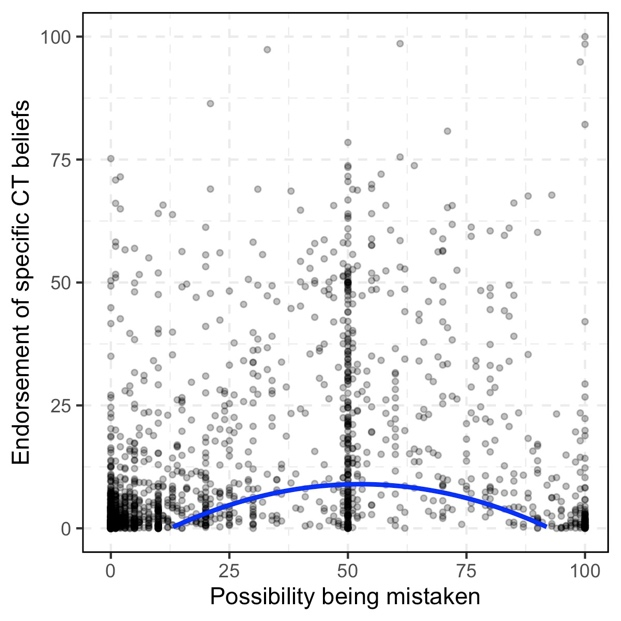 Endorsement of specific CT beliefs
100
75
50
25
0
0 25 50 75 100
Possibility being mistaken